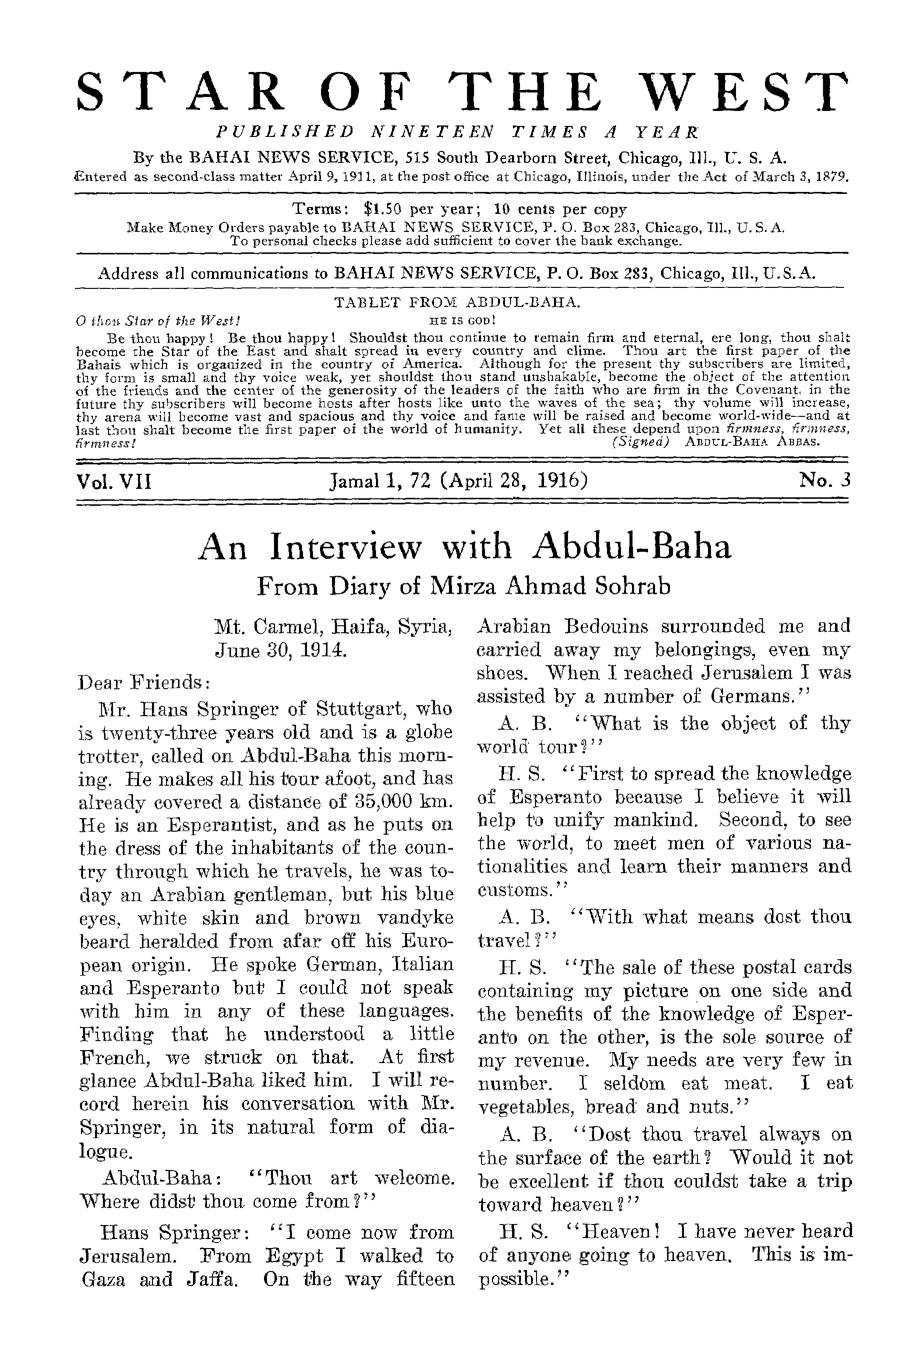 STAR OF THE WEST
PUBLISHED NINETEEN TIMES A YEAR
By the BAHAI NEWS SERVICE, 515 South Dearborn Street, Chicago, Ill., U. S. A.
Entered as second-class matter April 9, 1911, at the post office at Chicago, Illinois, under the Act of March 3, 1879.
Terms: $1.50 per year; 10 cents per copy
Make Money Orders payable to BAHAI NEWS SERVICE, P. O. Box 283, Chicago, Ill., U. S. A.
To personal checks please add sufficient to cover the bank exchange.
Address all communications to BAHAI NEWS SERVICE, P. O. Box 283, Chicago, Ill., U. S. A.
TABLET FROM ABDUL-BAHA.
O thou Star of the West! HE IS GOD!
Be thou happy! Be thou happy! Shouldst thou continue to remain firm and eternal, ere long, thou shalt
become the Star of the East and shalt spread in every country and clime. Thou art the first paper of the
Bahais which is organized in the country of America. Although for the present thy subscribers are limited,
thy form is small and thy voice weak, yet shouldst thou stand unshakable, become the object of the attention
of the friends and the center of the generosity of the leaders of the faith who are firm in the Covenant, in the
future thy subscribers will become hosts after hosts like unto the waves of the sea; thy volume will increase,
thy arena will become vast and spacious and thy voice and fame will be raised and become world-wide--and at
last thou shalt become the first paper of the world of humanity. Yet all these depend upon firmness, firmness,
firmness! (Signed) ABDUL-BAHA ABBAS.
Vol. VII Jamal 1, 72 (April 28, 1916) No. 3
An Interview with Abdul-Baha
From Diary of Mirza Ahmad Sohrab
Mt. Carmel, Haifa, Syria,
June 30, 1914.
Dear Friends:
Mr. Hans Springer of Stuttgart, who
is twenty-three years old and is a globe
trotter, called on Abdul-Baha this morn-
ing. He makes all his tour afoot, and has
already covered a distance of 35,000 km.
He is an Esperantist, and as he puts on
the dress of the inhabitants of the coun-
try through which he travels, he was to-
day an Arabian gentleman, but his blue
eyes, white skin and brown vandyke
beard heralded from afar off his Euro-
pean origin. He spoke German, Italian
and Esperanto but I could not speak
with him in any of these languages.
Finding that he understood a little
French, we struck on that. At first
glance Abdul-Baha liked him. I will re-
cord herein his conversation with Mr.
Springer, in its natural form of dia-
logue.
Abdul-Baha: "Thou art welcome.
Where didst thou come from?"
Hans Springer: "I come now from
Jerusalem. From Egypt I walked to
Gaza and Jaffa. On the way fifteen
Arabian Bedouins surrounded me and
carried away my belongings, even my
shoes. When I reached Jerusalem I was
assisted by a number of Germans."
A. B. "What is the object of thy
world tour?"
H. S. "First to spread the knowledge
of Esperanto because I believe it will
help to unify mankind. Second, to see
the world, to meet men of various na-
tionalities and learn their manners and
customs."
A. B. "With what means dost thou
travel?"
H. S. "The sale of these postal cards
containing my picture on one side and
the benefits of the knowledge of Esper-
anto on the other, is the sole source of
my revenue. My needs are very few in
number. I seldom eat meat. I eat
vegetables, bread and nuts."
A. B. "Dost thou travel always on
the surface of the earth? Would it not
be excellent if thou couldst take a trip
toward heaven?"
H. S. "Heaven! I have never heard
of anyone going to heaven. This is im-
possible."